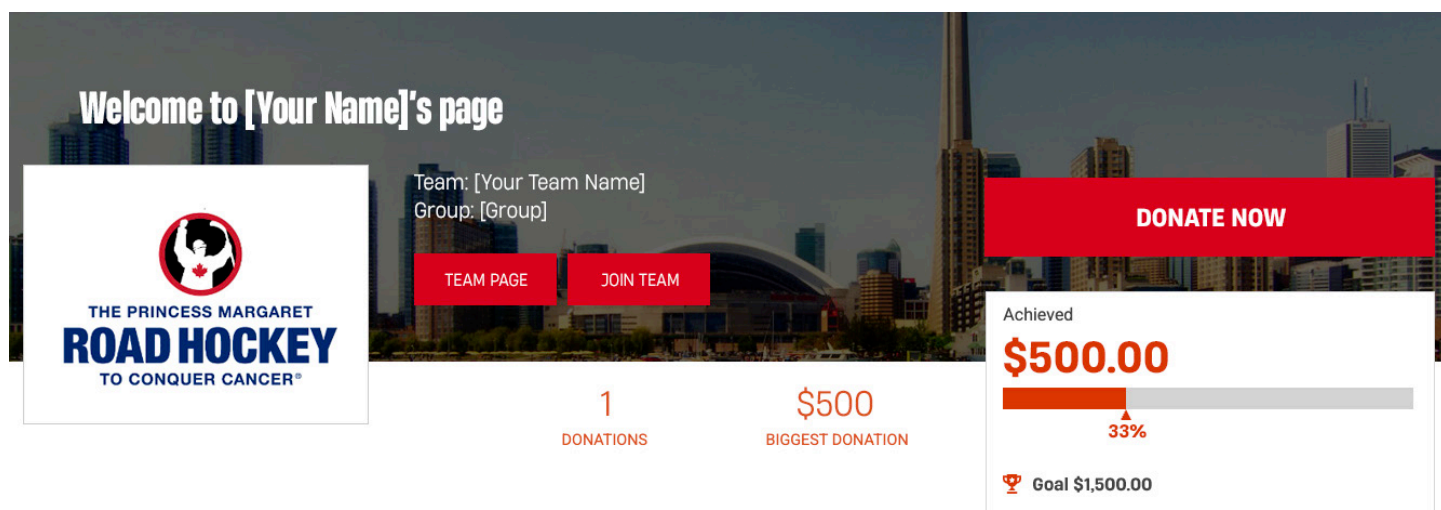 Welcome to [Your Name]'s page
THE PRINCESS MARGARET
ROAD HOCKEY
TO CONQUER CANCER®
Team: [Your Team Name]
Group: [Group]
TEAM PAGE
JOIN TEAM
DONATE NOW
1
DONATIONS
$500
BIGGEST DONATION
Achieved
$500.00
33%
Goal $1,500.00